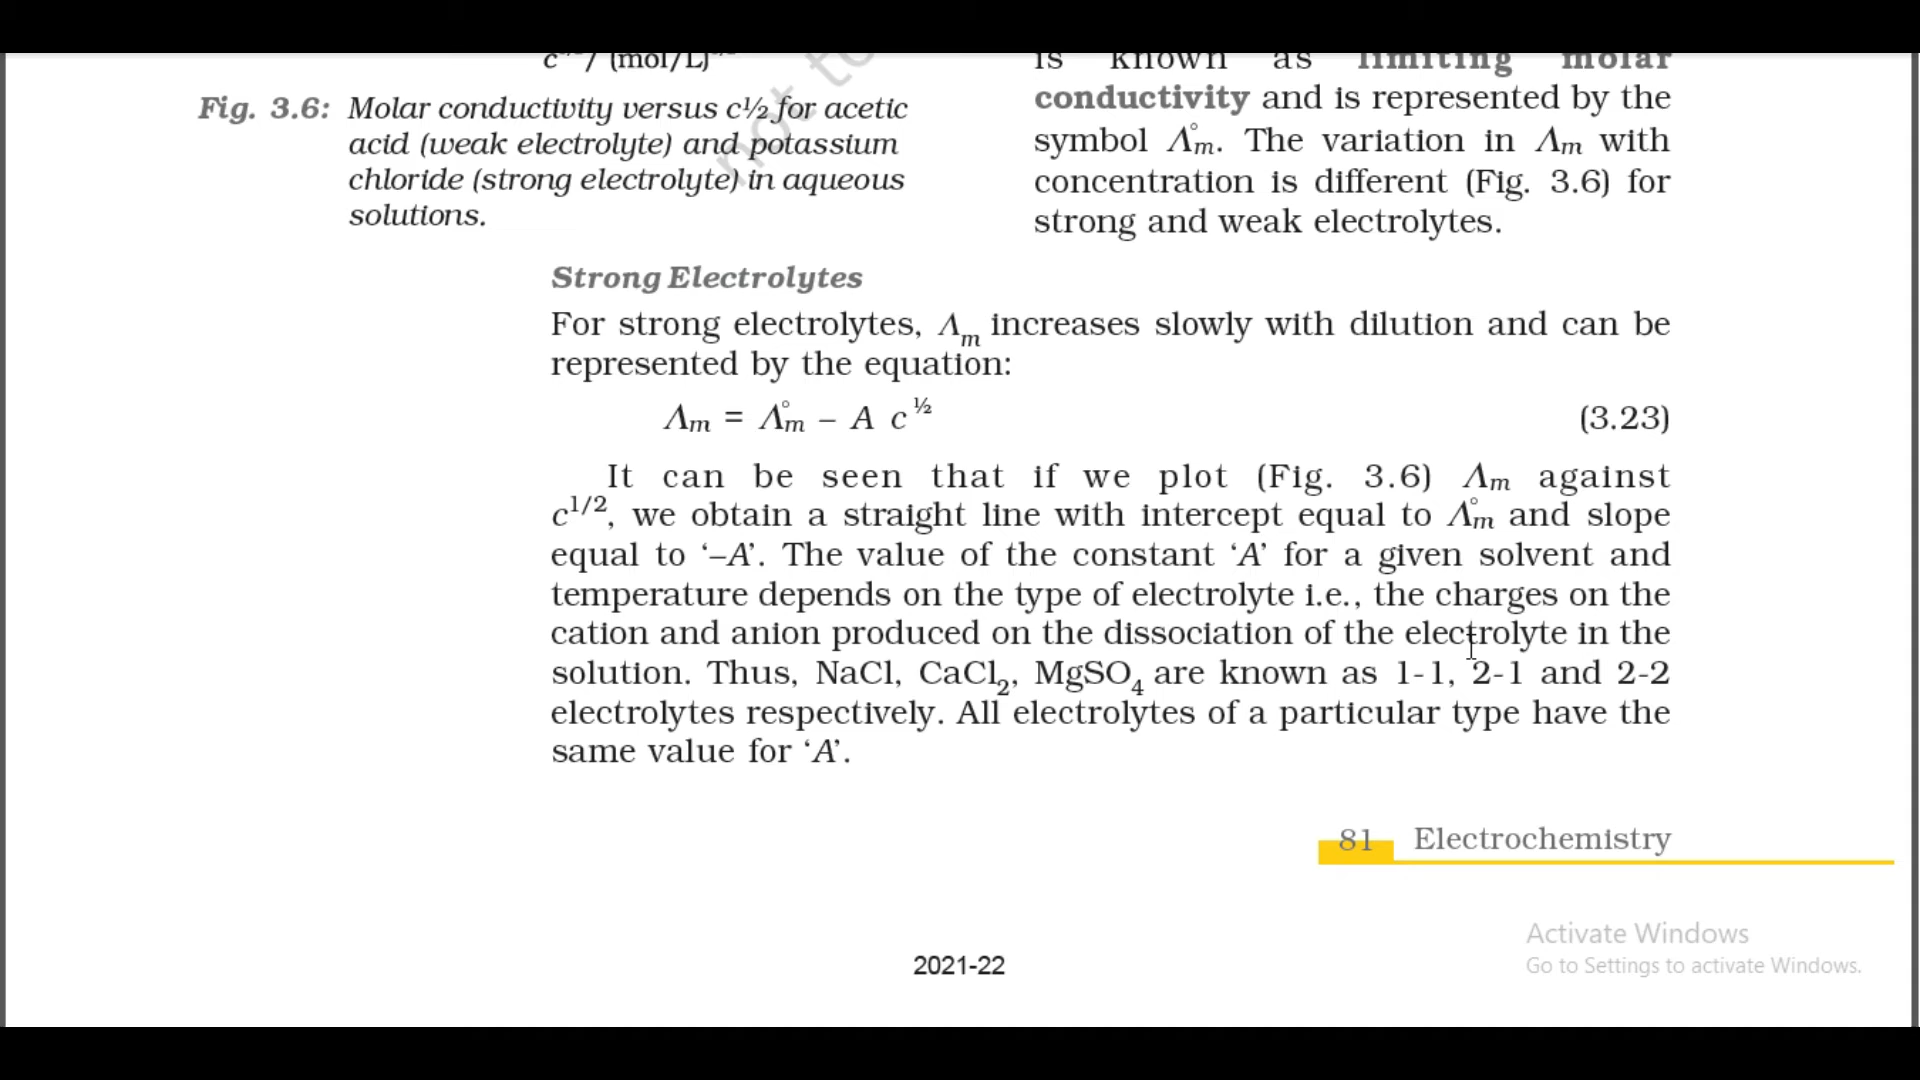 c / (mol/L)
Fig. 3.6: Molar conductivity versus c½ for acetic
acid (weak electrolyte) and potassium
chloride (strong electrolyte) in aqueous
solutions.
not to
is known as limiting molar
conductivity and is represented by the
symbol Λ°m. The variation in Λm with
concentration is different (Fig. 3.6) for
strong and weak electrolytes.
Strong Electrolytes
For strong electrolytes, Λm increases slowly with dilution and can be
represented by the equation:
Λm = Λ°m – A c½ (3.23)
It can be seen that if we plot (Fig. 3.6) Λm against
c1/2, we obtain a straight line with intercept equal to Λ°m and slope
equal to ‘–A’. The value of the constant ‘A’ for a given solvent and
temperature depends on the type of electrolyte i.e., the charges on the
cation and anion produced on the dissociation of the electrolyte in the
solution. Thus, NaCl, CaCl2, MgSO4 are known as 1-1, 2-1 and 2-2
electrolytes respectively. All electrolytes of a particular type have the
same value for ‘A’.
81 Electrochemistry
Activate Windows
Go to Settings to activate Windows.
2021-22